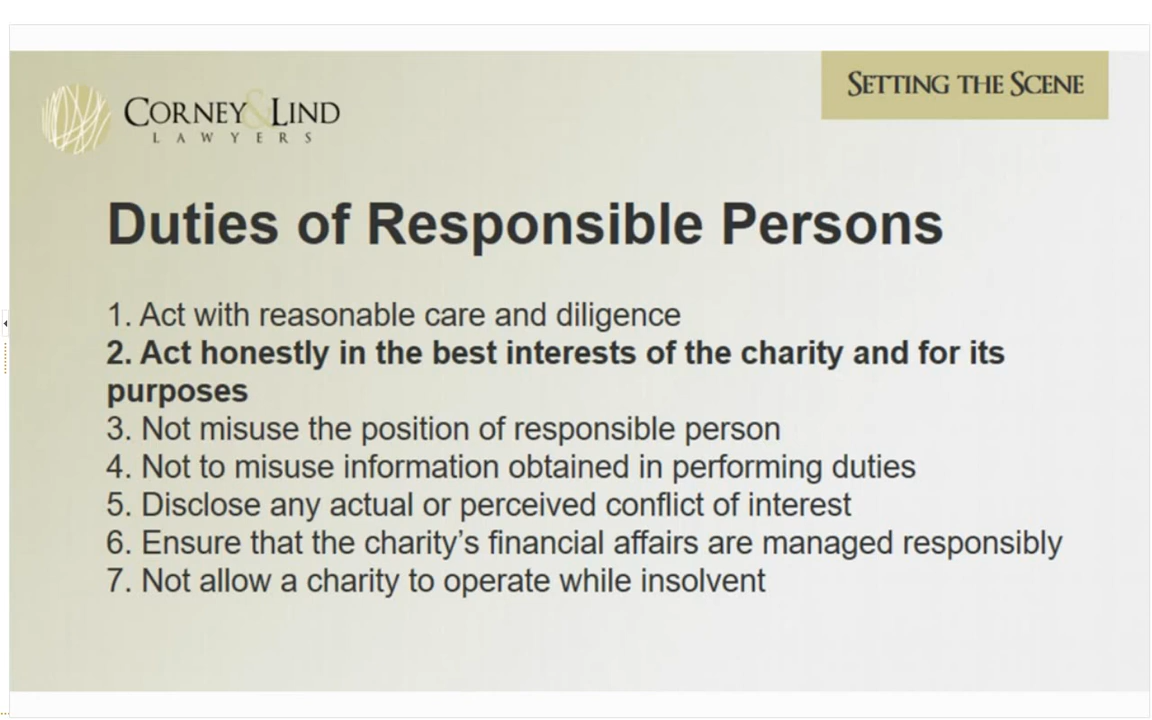 CORNEY&LIND
LAWYERS
SETTING THE SCENE
Duties of Responsible Persons
1. Act with reasonable care and diligence
2. Act honestly in the best interests of the charity and for its
purposes
3. Not misuse the position of responsible person
4. Not to misuse information obtained in performing duties
5. Disclose any actual or perceived conflict of interest
6. Ensure that the charity’s financial affairs are managed responsibly
7. Not allow a charity to operate while insolvent